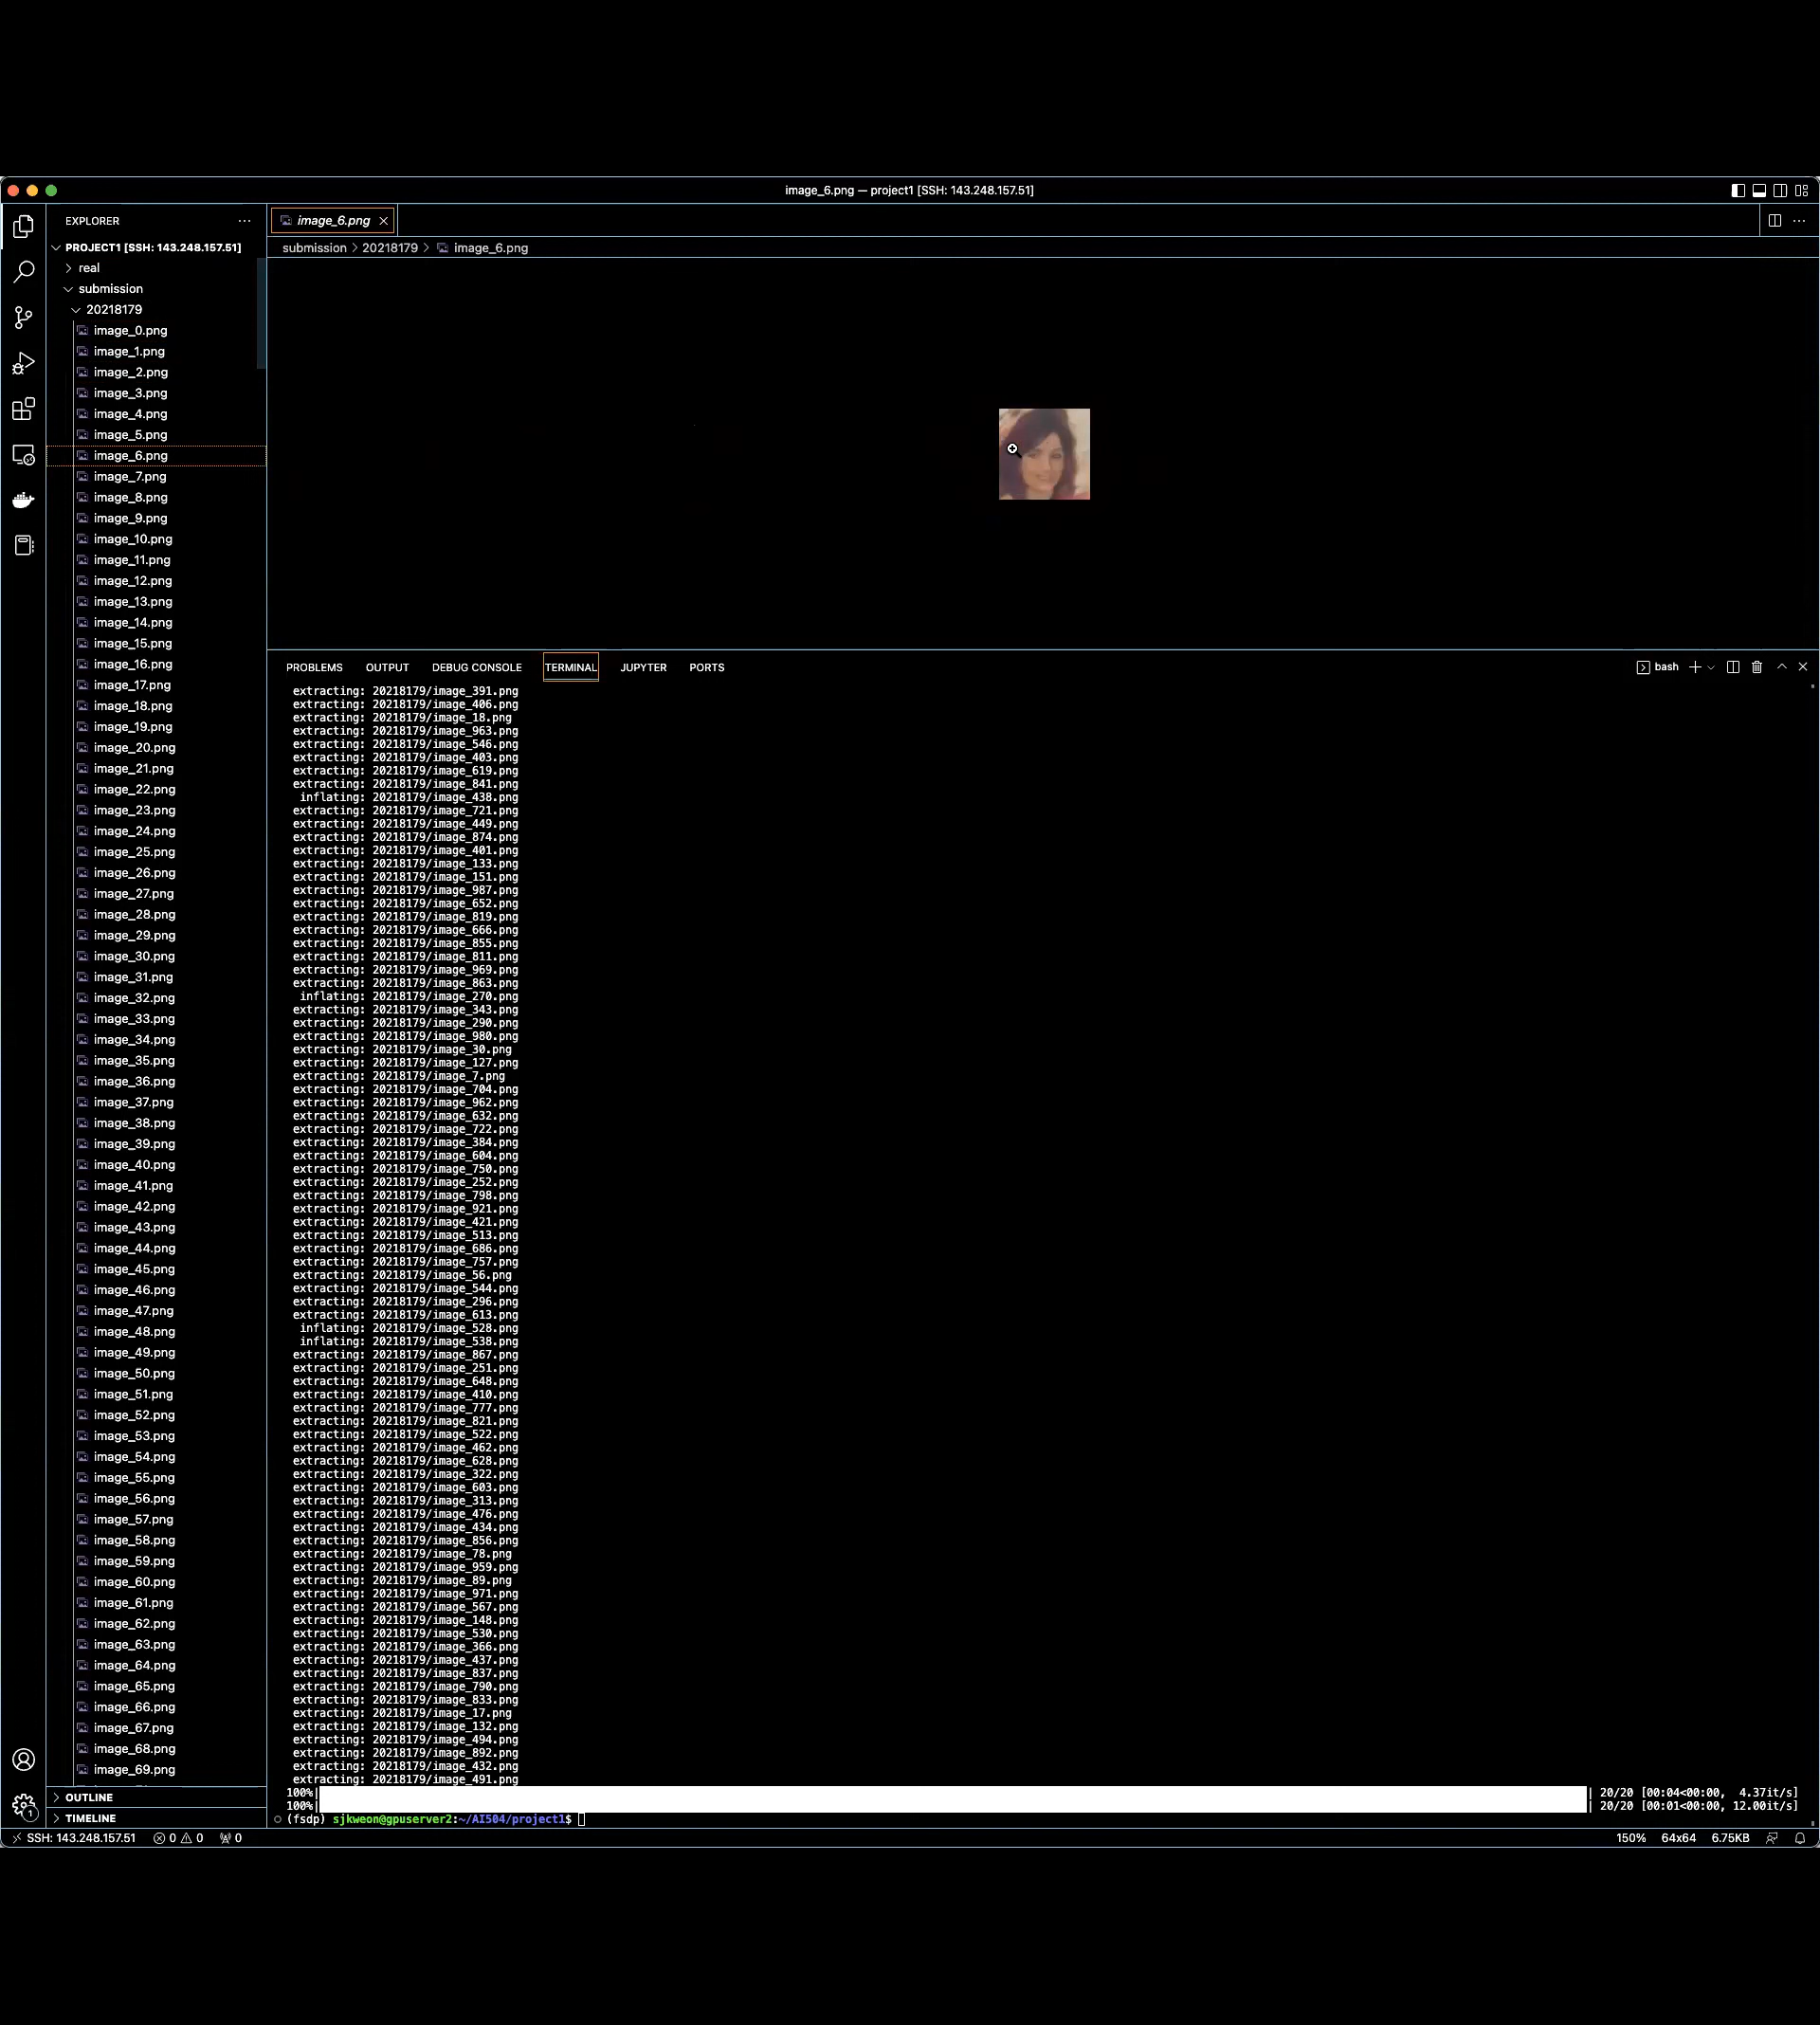 image_6.png — project1 [SSH: 143.248.157.51]
EXPLORER
PROJECT1 [SSH: 143.248.157.51]
real
submission
20218179
image_0.png
image_1.png
image_2.png
image_3.png
image_4.png
image_5.png
image_6.png
image_7.png
image_8.png
image_9.png
image_10.png
image_11.png
image_12.png
image_13.png
image_14.png
image_15.png
image_16.png
image_17.png
image_18.png
image_19.png
image_20.png
image_21.png
image_22.png
image_23.png
image_24.png
image_25.png
image_26.png
image_27.png
image_28.png
image_29.png
image_30.png
image_31.png
image_32.png
image_33.png
image_34.png
image_35.png
image_36.png
image_37.png
image_38.png
image_39.png
image_40.png
image_41.png
image_42.png
image_43.png
image_44.png
image_45.png
image_46.png
image_47.png
image_48.png
image_49.png
image_50.png
image_51.png
image_52.png
image_53.png
image_54.png
image_55.png
image_56.png
image_57.png
image_58.png
image_59.png
image_60.png
image_61.png
image_62.png
image_63.png
image_64.png
image_65.png
image_66.png
image_67.png
image_68.png
image_69.png
OUTLINE
TIMELINE
image_6.png
submission > 20218179 > image_6.png
PROBLEMS OUTPUT DEBUG CONSOLE TERMINAL JUPYTER PORTS
bash
extracting: 20218179/image_391.png
extracting: 20218179/image_406.png
extracting: 20218179/image_18.png
extracting: 20218179/image_963.png
extracting: 20218179/image_546.png
extracting: 20218179/image_403.png
extracting: 20218179/image_619.png
extracting: 20218179/image_841.png
inflating: 20218179/image_438.png
extracting: 20218179/image_721.png
extracting: 20218179/image_449.png
extracting: 20218179/image_874.png
extracting: 20218179/image_401.png
extracting: 20218179/image_133.png
extracting: 20218179/image_151.png
extracting: 20218179/image_987.png
extracting: 20218179/image_652.png
extracting: 20218179/image_819.png
extracting: 20218179/image_666.png
extracting: 20218179/image_855.png
extracting: 20218179/image_811.png
extracting: 20218179/image_969.png
extracting: 20218179/image_863.png
inflating: 20218179/image_270.png
extracting: 20218179/image_343.png
extracting: 20218179/image_290.png
extracting: 20218179/image_980.png
extracting: 20218179/image_30.png
extracting: 20218179/image_127.png
extracting: 20218179/image_7.png
extracting: 20218179/image_704.png
extracting: 20218179/image_962.png
extracting: 20218179/image_632.png
extracting: 20218179/image_722.png
extracting: 20218179/image_384.png
extracting: 20218179/image_604.png
extracting: 20218179/image_750.png
extracting: 20218179/image_252.png
extracting: 20218179/image_798.png
extracting: 20218179/image_921.png
extracting: 20218179/image_421.png
extracting: 20218179/image_513.png
extracting: 20218179/image_686.png
extracting: 20218179/image_757.png
extracting: 20218179/image_56.png
extracting: 20218179/image_544.png
extracting: 20218179/image_296.png
extracting: 20218179/image_613.png
inflating: 20218179/image_528.png
inflating: 20218179/image_538.png
extracting: 20218179/image_867.png
extracting: 20218179/image_251.png
extracting: 20218179/image_648.png
extracting: 20218179/image_410.png
extracting: 20218179/image_777.png
extracting: 20218179/image_821.png
extracting: 20218179/image_522.png
extracting: 20218179/image_462.png
extracting: 20218179/image_628.png
extracting: 20218179/image_322.png
extracting: 20218179/image_603.png
extracting: 20218179/image_313.png
extracting: 20218179/image_476.png
extracting: 20218179/image_434.png
extracting: 20218179/image_856.png
extracting: 20218179/image_78.png
extracting: 20218179/image_959.png
extracting: 20218179/image_89.png
extracting: 20218179/image_971.png
extracting: 20218179/image_567.png
extracting: 20218179/image_148.png
extracting: 20218179/image_530.png
extracting: 20218179/image_366.png
extracting: 20218179/image_437.png
extracting: 20218179/image_837.png
extracting: 20218179/image_790.png
extracting: 20218179/image_833.png
extracting: 20218179/image_17.png
extracting: 20218179/image_132.png
extracting: 20218179/image_494.png
extracting: 20218179/image_892.png
extracting: 20218179/image_432.png
extracting: 20218179/image_491.png
100%| | 20/20 [00:04<00:00, 4.37it/s]
100%| | 20/20 [00:01<00:00, 12.00it/s]
(fsdp) sjkweon@gpuserver2:~/AI504/project1$
SSH: 143.248.157.51 0 0 0 150% 64x64 6.75KB